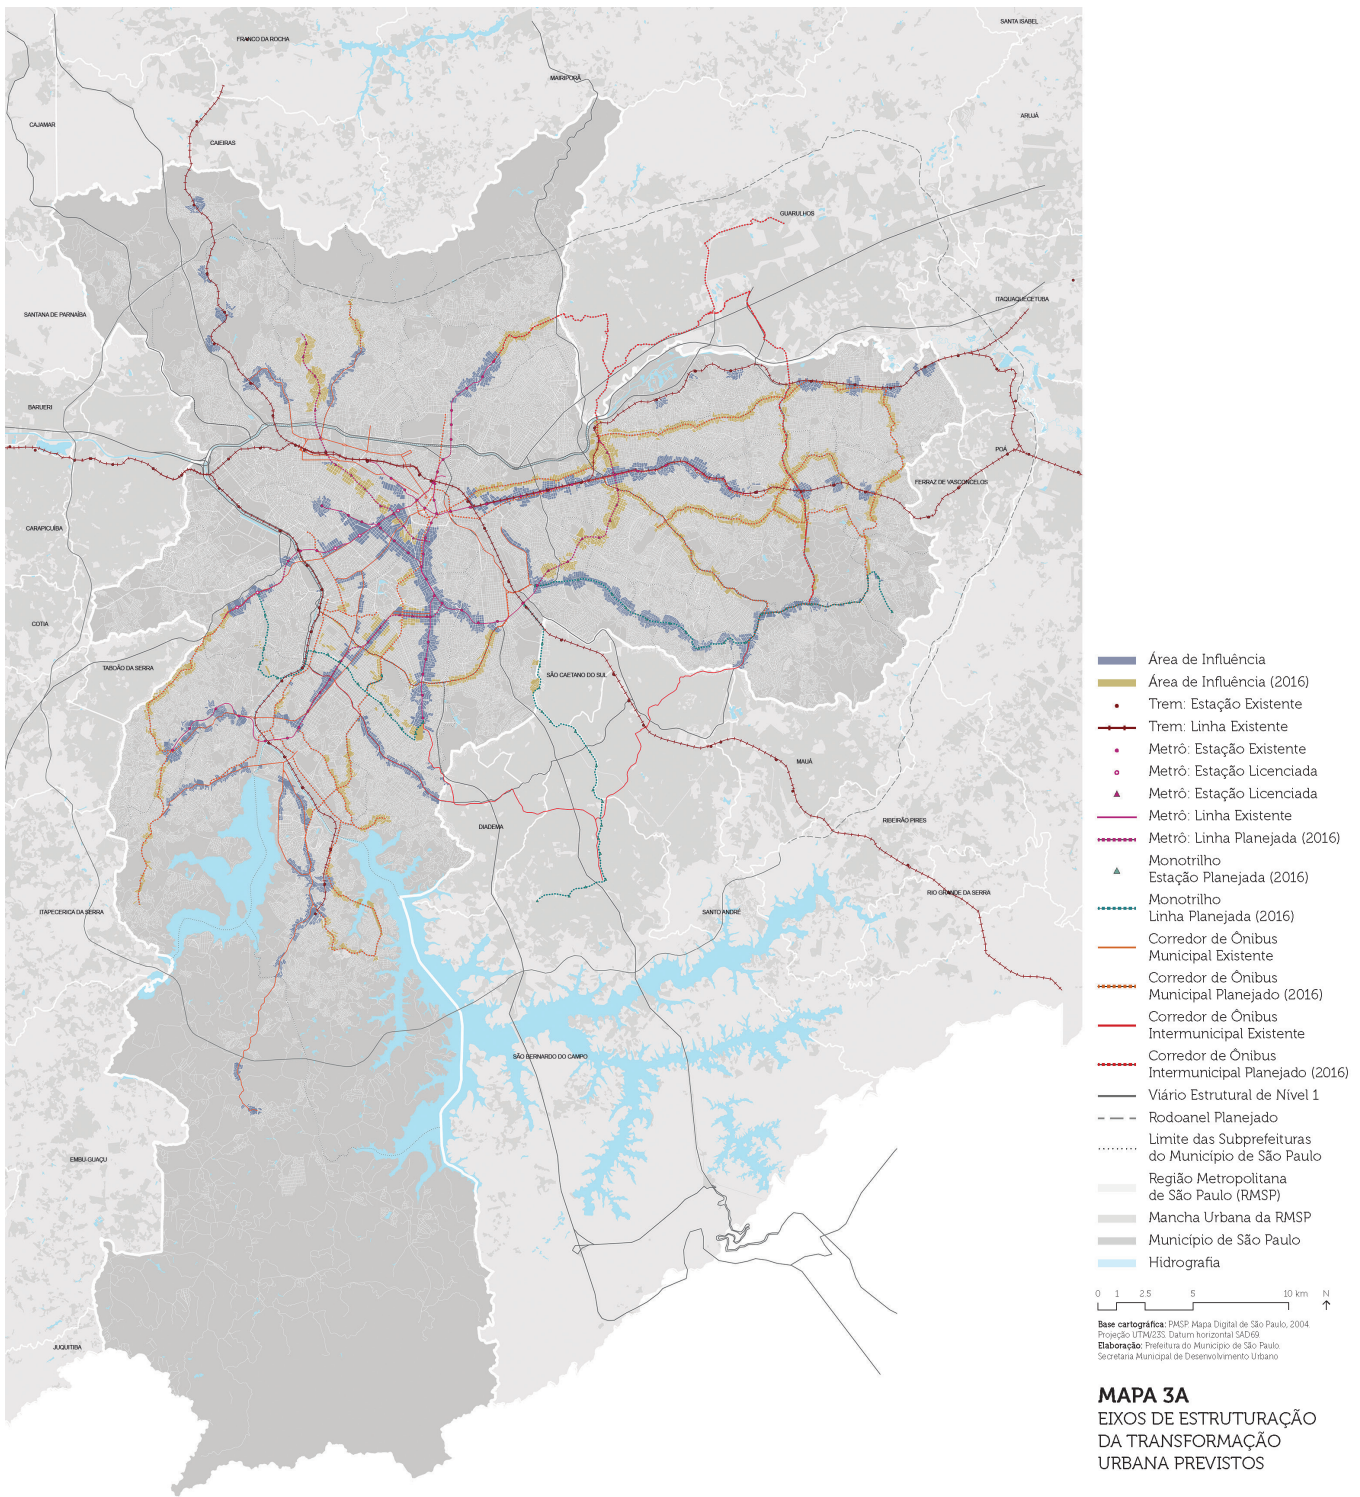 SANTA ISABEL
FRANCO DA ROCHA
MAIRIPORÃ
ARUJÁ
CAJAMAR
CAIEIRAS
GUARULHOS
ITAQUAQUECETUBA
SANTANA DE PARNAÍBA
BARUERI
POÁ
FERRAZ DE VASCONCELOS
CARAPICUÍBA
COTIA
TABOÃO DA SERRA
SÃO CAETANO DO SUL
MAUÁ
DIADEMA
RIBEIRÃO PIRES
RIO GRANDE DA SERRA
ITAPECERICA DA SERRA
SANTO ANDRÉ
SÃO BERNARDO DO CAMPO
EMBU-GUAÇU
JUQUITIBA
Área de Influência
Área de Influência (2016)
Trem: Estação Existente
Trem: Linha Existente
Metrô: Estação Existente
Metrô: Estação Licenciada
Metrô: Estação Licenciada
Metrô: Linha Existente
Metrô: Linha Planejada (2016)
Monotrilho
Estação Planejada (2016)
Monotrilho
Linha Planejada (2016)
Corredor de Ônibus
Municipal Existente
Corredor de Ônibus
Municipal Planejado (2016)
Corredor de Ônibus
Intermunicipal Existente
Corredor de Ônibus
Intermunicipal Planejado (2016)
Viário Estrutural de Nível 1
Rodoanel Planejado
Limite das Subprefeituras
do Município de São Paulo
Região Metropolitana
de São Paulo (RMSP)
Mancha Urbana da RMSP
Município de São Paulo
Hidrografia
0 1 2.5 5 10 km N
Base cartográfica: PMSP. Mapa Digital de São Paulo, 2004.
Projeção UTM/23S. Datum horizontal SAD69.
Elaboração: Prefeitura do Município de São Paulo.
Secretaria Municipal de Desenvolvimento Urbano
MAPA 3A
EIXOS DE ESTRUTURAÇÃO
DA TRANSFORMAÇÃO
URBANA PREVISTOS